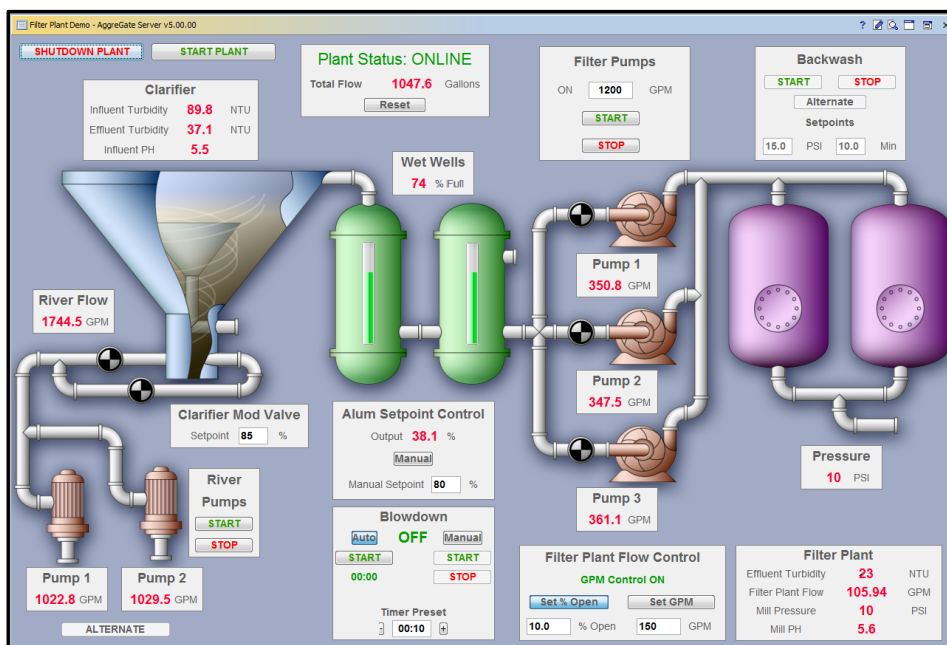 Filter Plant Demo - AggreGate Server v5.00.00
SHUTDOWN PLANT
START PLANT
Plant Status: ONLINE
Total Flow 1047.6 Gallons
Reset
Filter Pumps
ON 1200 GPM
START
STOP
Backwash
START STOP
Alternate
Setpoints
15.0 PSI 10.0 Min
Clarifier
Influent Turbidity 89.8 NTU
Effluent Turbidity 37.1 NTU
Influent PH 5.5
Wet Wells
74 % Full
River Flow
1744.5 GPM
Pump 1
350.8 GPM
Pump 2
347.5 GPM
Pump 3
361.1 GPM
Clarifier Mod Valve
Setpoint 85 %
Alum Setpoint Control
Output 38.1 %
Manual
Manual Setpoint 80 %
Pressure
10 PSI
River
Pumps
START
STOP
Pump 1
1022.8 GPM
Pump 2
1029.5 GPM
ALTERNATE
Blowdown
Auto OFF Manual
START START
00:00 STOP
Timer Preset
- 00:10 +
Filter Plant Flow Control
GPM Control ON
Set % Open Set GPM
10.0 % Open 150 GPM
Filter Plant
Effluent Turbidity 23 NTU
Filter Plant Flow 105.94 GPM
Mill Pressure 10 PSI
Mill PH 5.6